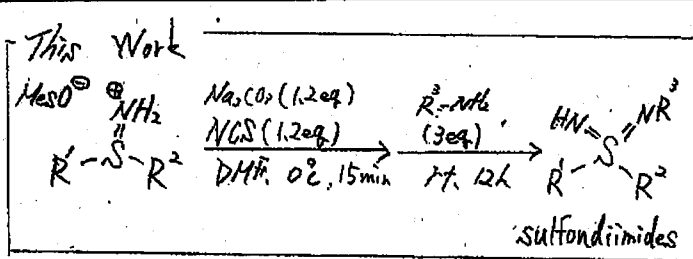 This Work
MesO⊖ ⊕NH₂
R¹-S-R²
Na₂CO₃ (1.2eq)
NCS (1.2eq)
DMF, 0℃, 15min
R³-NH₂
(3eq)
rt, 12h
HN NR³
S
R¹ R²
sulfondiimides